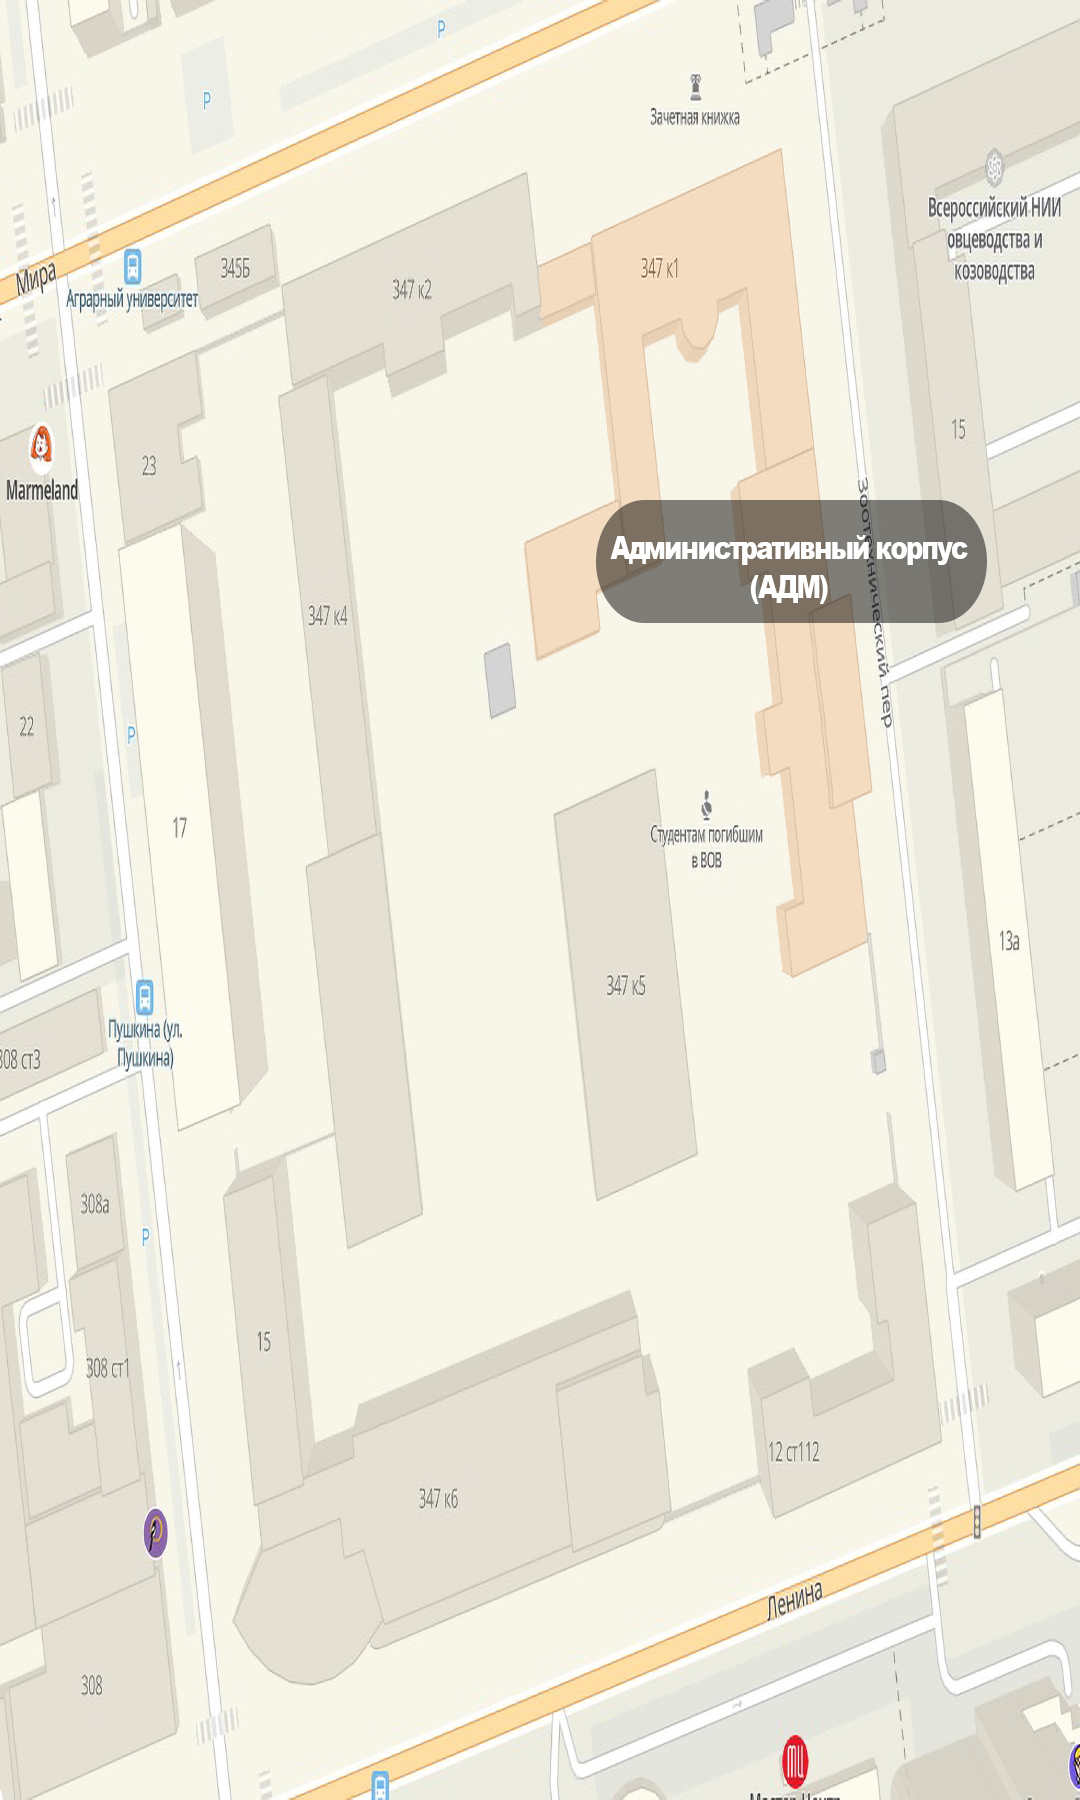 P
P
Зачетная книжка
Всероссийский НИИ
овцеводства и
козоводства
345Б
347 к2
347 к1
Мира
Аграрный университет
15
23
Marmeland
Административный корпус
(АДМ)
Зоотехнический пер
347 к4
22
P
17
Студентам погибшим
в ВОВ
13а
347 к5
Пушкина (ул.
Пушкина)
308 ст3
308а
P
15
308 ст1
12 ст112
347 к6
Ленина
308